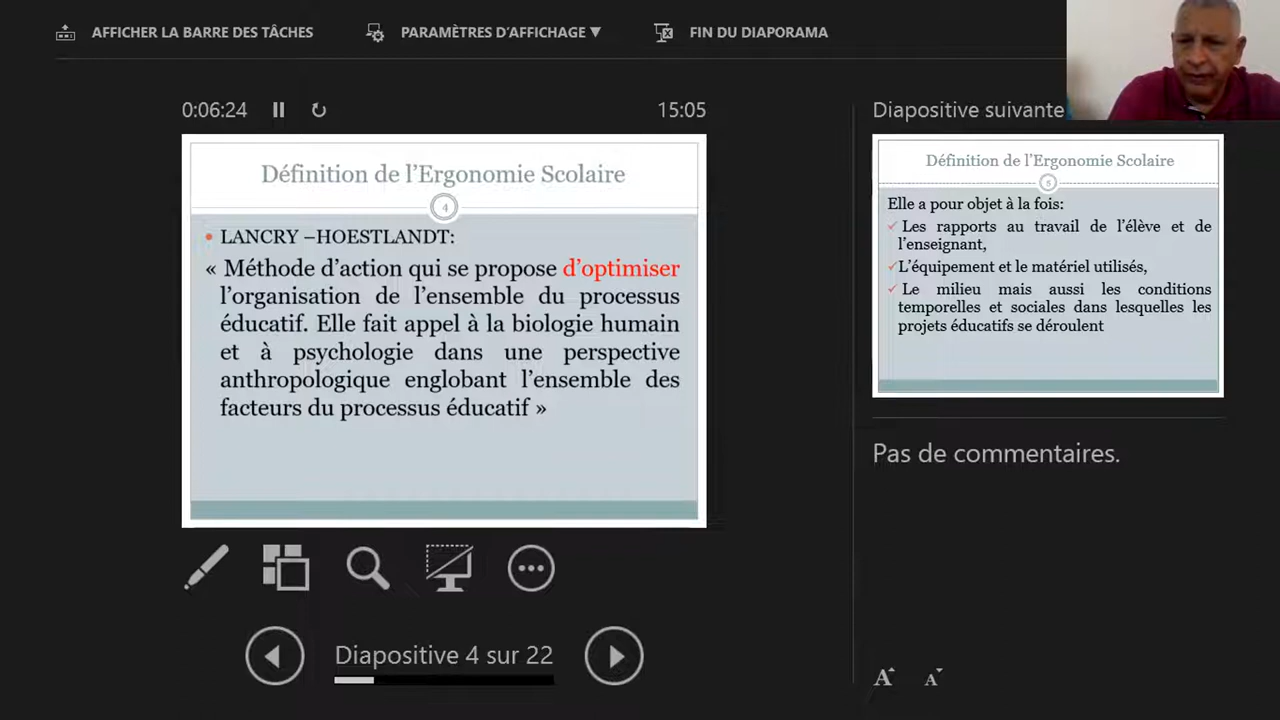 AFFICHER LA BARRE DES TÂCHES
PARAMÈTRES D'AFFICHAGE ▼
FIN DU DIAPORAMA
0:06:24
15:05
Définition de l'Ergonomie Scolaire
4
• LANCRY –HOESTLANDT:
« Méthode d'action qui se propose d'optimiser
l'organisation de l'ensemble du processus
éducatif. Elle fait appel à la biologie humain
et à psychologie dans une perspective
anthropologique englobant l'ensemble des
facteurs du processus éducatif »
Diapositive 4 sur 22
Diapositive suivante
Définition de l'Ergonomie Scolaire
5
Elle a pour objet à la fois:
✓ Les rapports au travail de l'élève et de
l'enseignant,
✓ L'équipement et le matériel utilisés,
✓ Le milieu mais aussi les conditions
temporelles et sociales dans lesquelles les
projets éducatifs se déroulent
Pas de commentaires.
A A